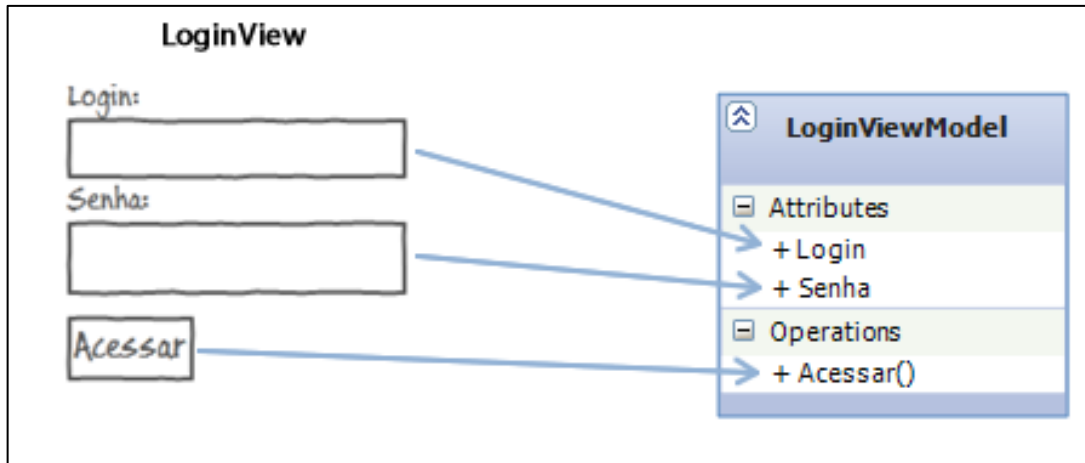 LoginView
Login:
Senha:
Acessar
LoginViewModel
Attributes
+ Login
+ Senha
Operations
+ Acessar()